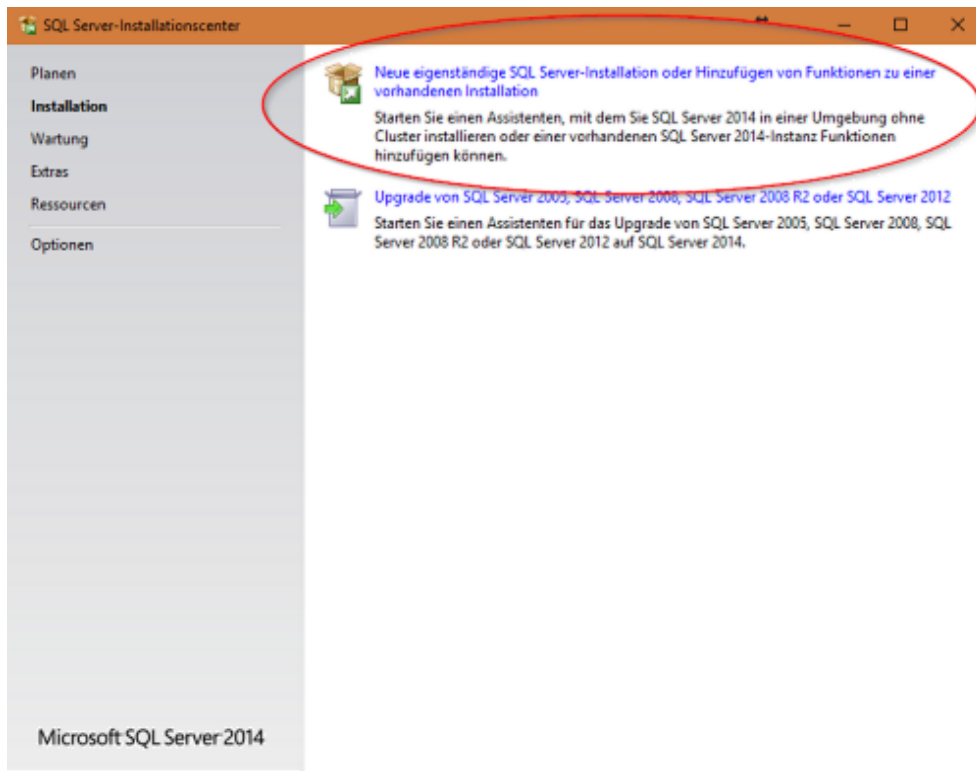 SQL Server-Installationscenter
Planen
Installation
Wartung
Extras
Ressourcen
Optionen
Neue eigenständige SQL Server-Installation oder Hinzufügen von Funktionen zu einer
vorhandenen Installation
Starten Sie einen Assistenten, mit dem Sie SQL Server 2014 in einer Umgebung ohne
Cluster installieren oder einer vorhandenen SQL Server 2014-Instanz Funktionen
hinzufügen können.
Upgrade von SQL Server 2005, SQL Server 2008, SQL Server 2008 R2 oder SQL Server 2012
Starten Sie einen Assistenten für das Upgrade von SQL Server 2005, SQL Server 2008, SQL
Server 2008 R2 oder SQL Server 2012 auf SQL Server 2014.
Microsoft SQL Server 2014